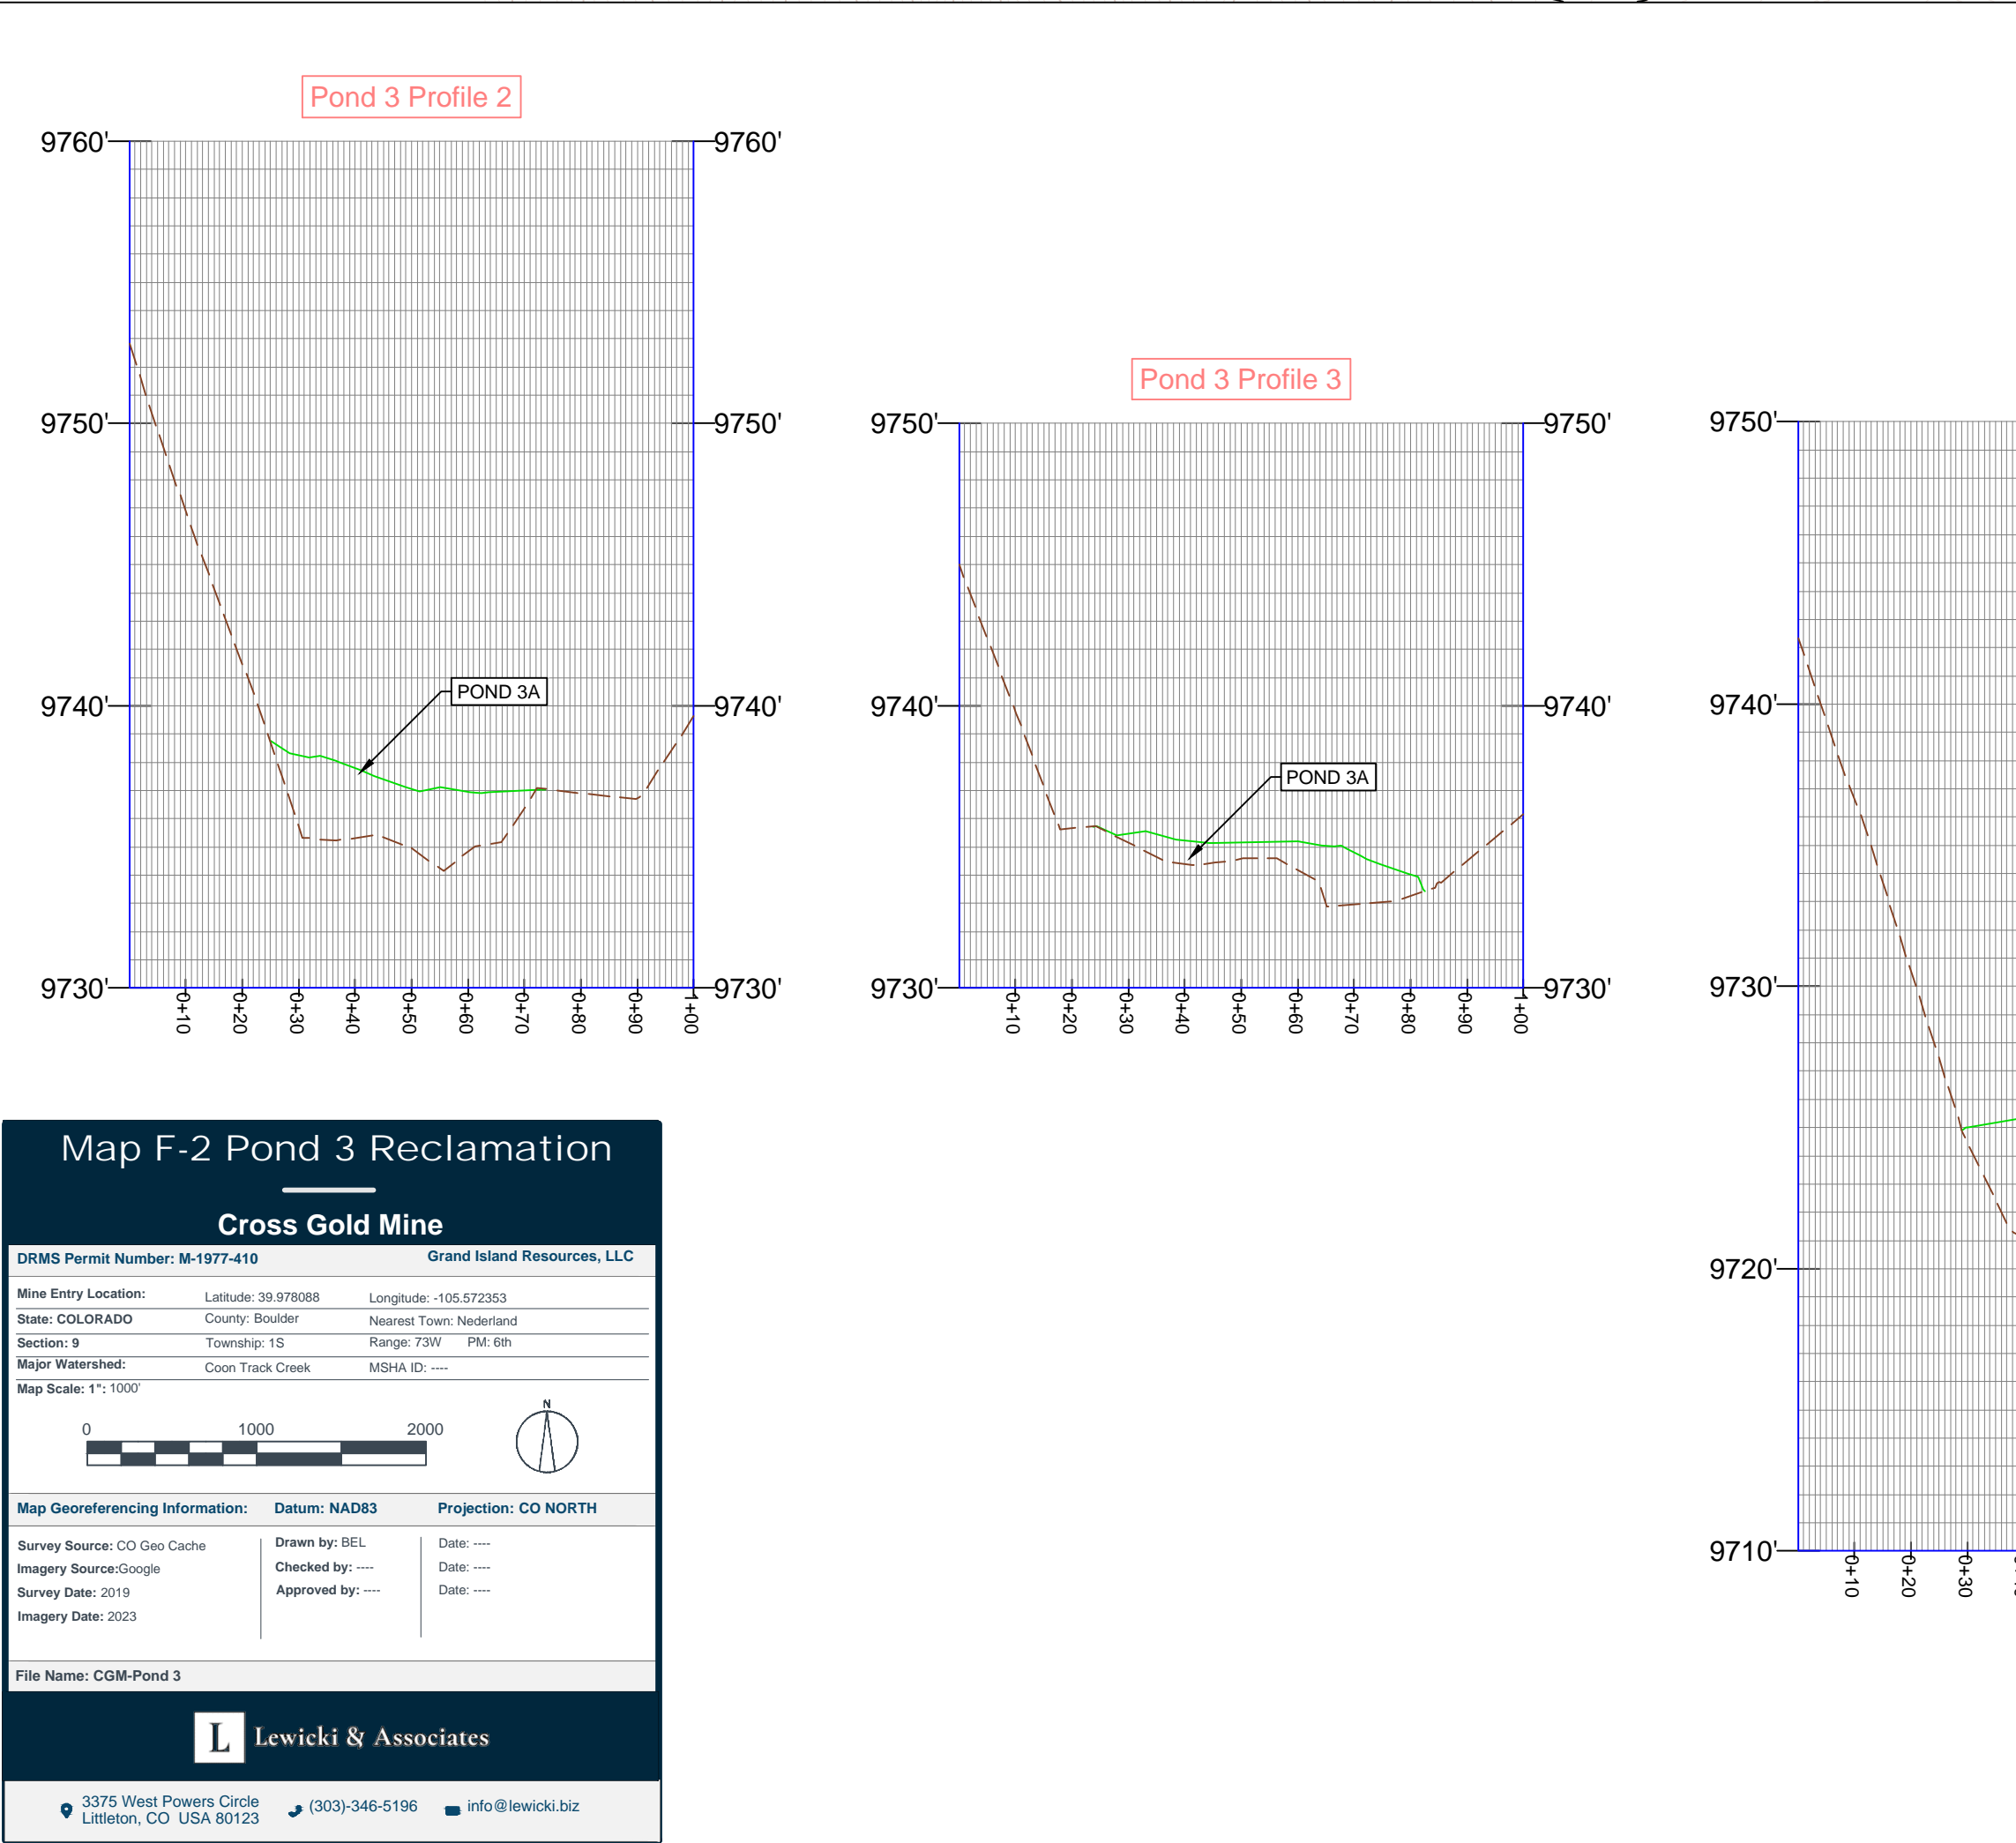 Pond 3 Profile 2
9760' 9760'
9750' 9750'
9740' 9740'
POND 3A
9730' 9730'
0+10 0+20 0+30 0+40 0+50 0+60 0+70 0+80 0+90 1+00
Pond 3 Profile 3
9750' 9750'
9740' 9740'
POND 3A
9730' 9730'
0+10 0+20 0+30 0+40 0+50 0+60 0+70 0+80 0+90 1+00
9750'
9740'
9730'
9720'
9710'
0+10 0+20 0+30
Map F-2 Pond 3 Reclamation
Cross Gold Mine
DRMS Permit Number: M-1977-410 Grand Island Resources, LLC
Mine Entry Location: Latitude: 39.978088 Longitude: -105.572353
State: COLORADO County: Boulder Nearest Town: Nederland
Section: 9 Township: 1S Range: 73W PM: 6th
Major Watershed: Coon Track Creek MSHA ID: ----
Map Scale: 1": 1000'
0 1000 2000
N
Map Georeferencing Information: Datum: NAD83 Projection: CO NORTH
Survey Source: CO Geo Cache Drawn by: BEL Date: ----
Imagery Source:Google Checked by: ---- Date: ----
Survey Date: 2019 Approved by: ---- Date: ----
Imagery Date: 2023
File Name: CGM-Pond 3
L Lewicki & Associates
3375 West Powers Circle
Littleton, CO USA 80123
(303)-346-5196
info@lewicki.biz